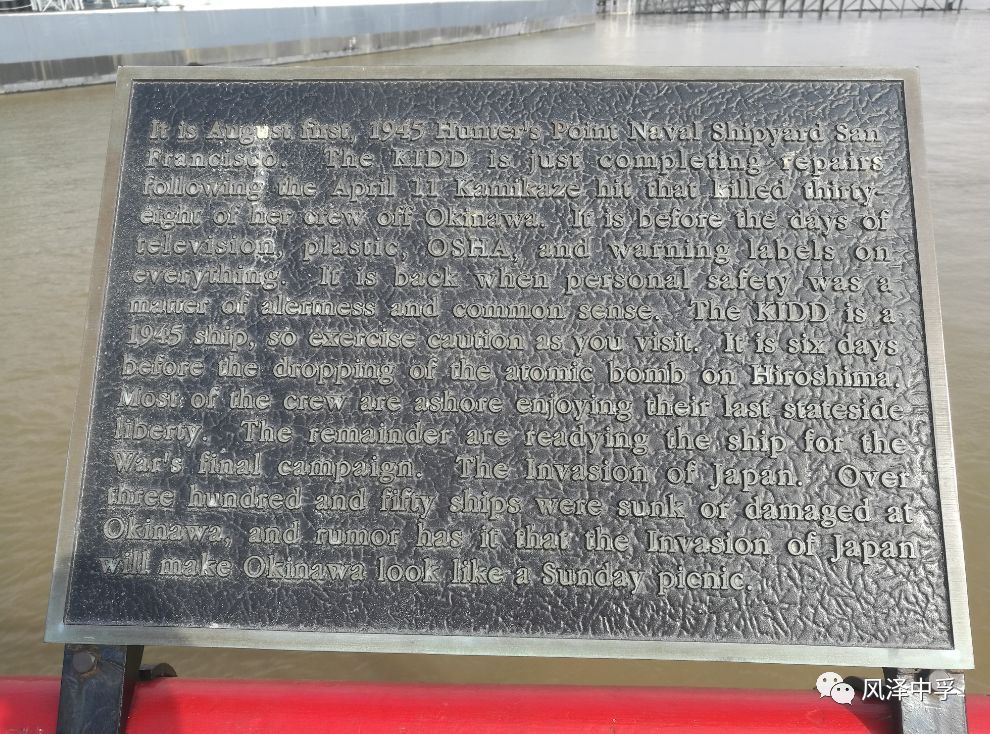 It is August first, 1945 Hunter's Point Naval Shipyard San
Francisco. The KIDD is just completing repairs
following the April 11 Kamikaze hit that killed thirty-
eight of her crew off Okinawa. It is before the days of
television, plastic, OSHA, and warning labels on
everything. It is back when personal safety was a
matter of alertness and common sense. The KIDD is a
1945 ship, so exercise caution as you visit. It is six days
before the dropping of the atomic bomb on Hiroshima.
Most of the crew are ashore enjoying their last stateside
liberty. The remainder are readying the ship for the
War's final campaign. The Invasion of Japan. Over
three hundred and fifty ships were sunk or damaged at
Okinawa, and rumor has it that the Invasion of Japan
will make Okinawa look like a Sunday picnic.
风泽中孚